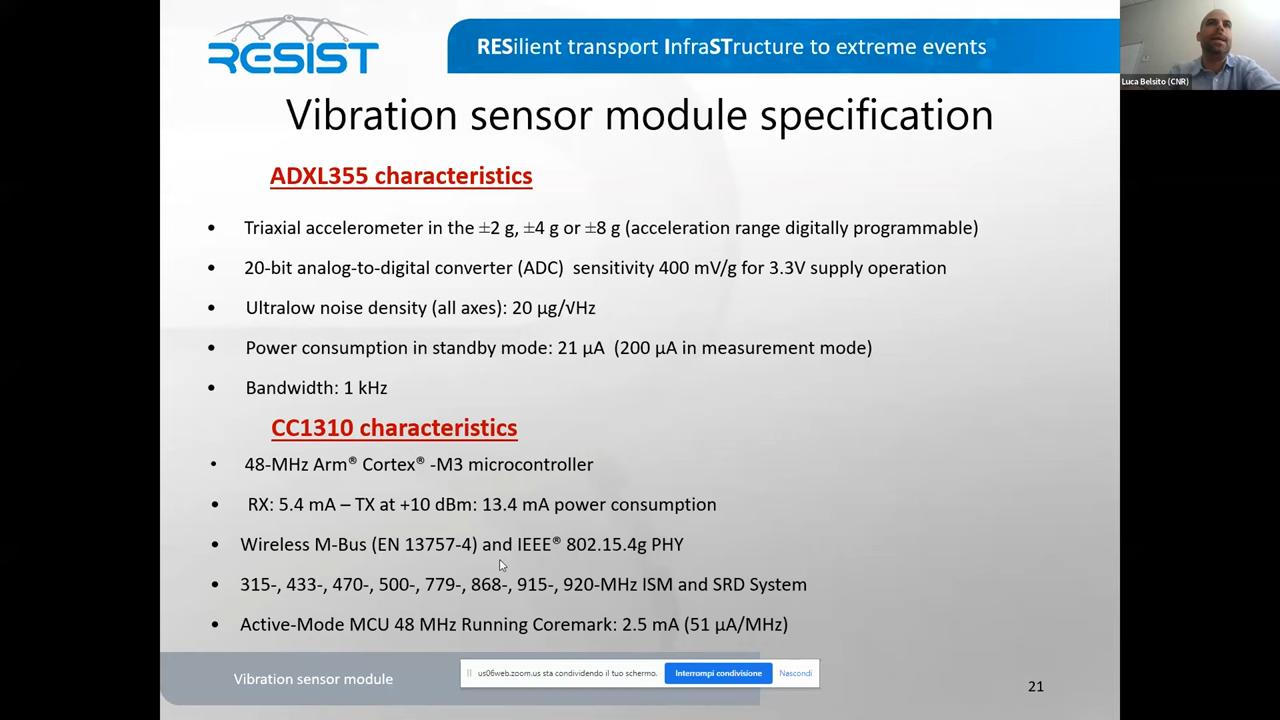 RESIST
RESilient transport InfraSTructure to extreme events
Luca Belsito (CNR)
Vibration sensor module specification
ADXL355 characteristics
• Triaxial accelerometer in the ±2 g, ±4 g or ±8 g (acceleration range digitally programmable)
• 20-bit analog-to-digital converter (ADC) sensitivity 400 mV/g for 3.3V supply operation
• Ultralow noise density (all axes): 20 µg/√Hz
• Power consumption in standby mode: 21 µA (200 µA in measurement mode)
• Bandwidth: 1 kHz
CC1310 characteristics
• 48-MHz Arm® Cortex® -M3 microcontroller
• RX: 5.4 mA – TX at +10 dBm: 13.4 mA power consumption
• Wireless M-Bus (EN 13757-4) and IEEE® 802.15.4g PHY
• 315-, 433-, 470-, 500-, 779-, 868-, 915-, 920-MHz ISM and SRD System
• Active-Mode MCU 48 MHz Running Coremark: 2.5 mA (51 µA/MHz)
Vibration sensor module
us06web.zoom.us sta condividendo il tuo schermo. Interrompi condivisione Nascondi
21